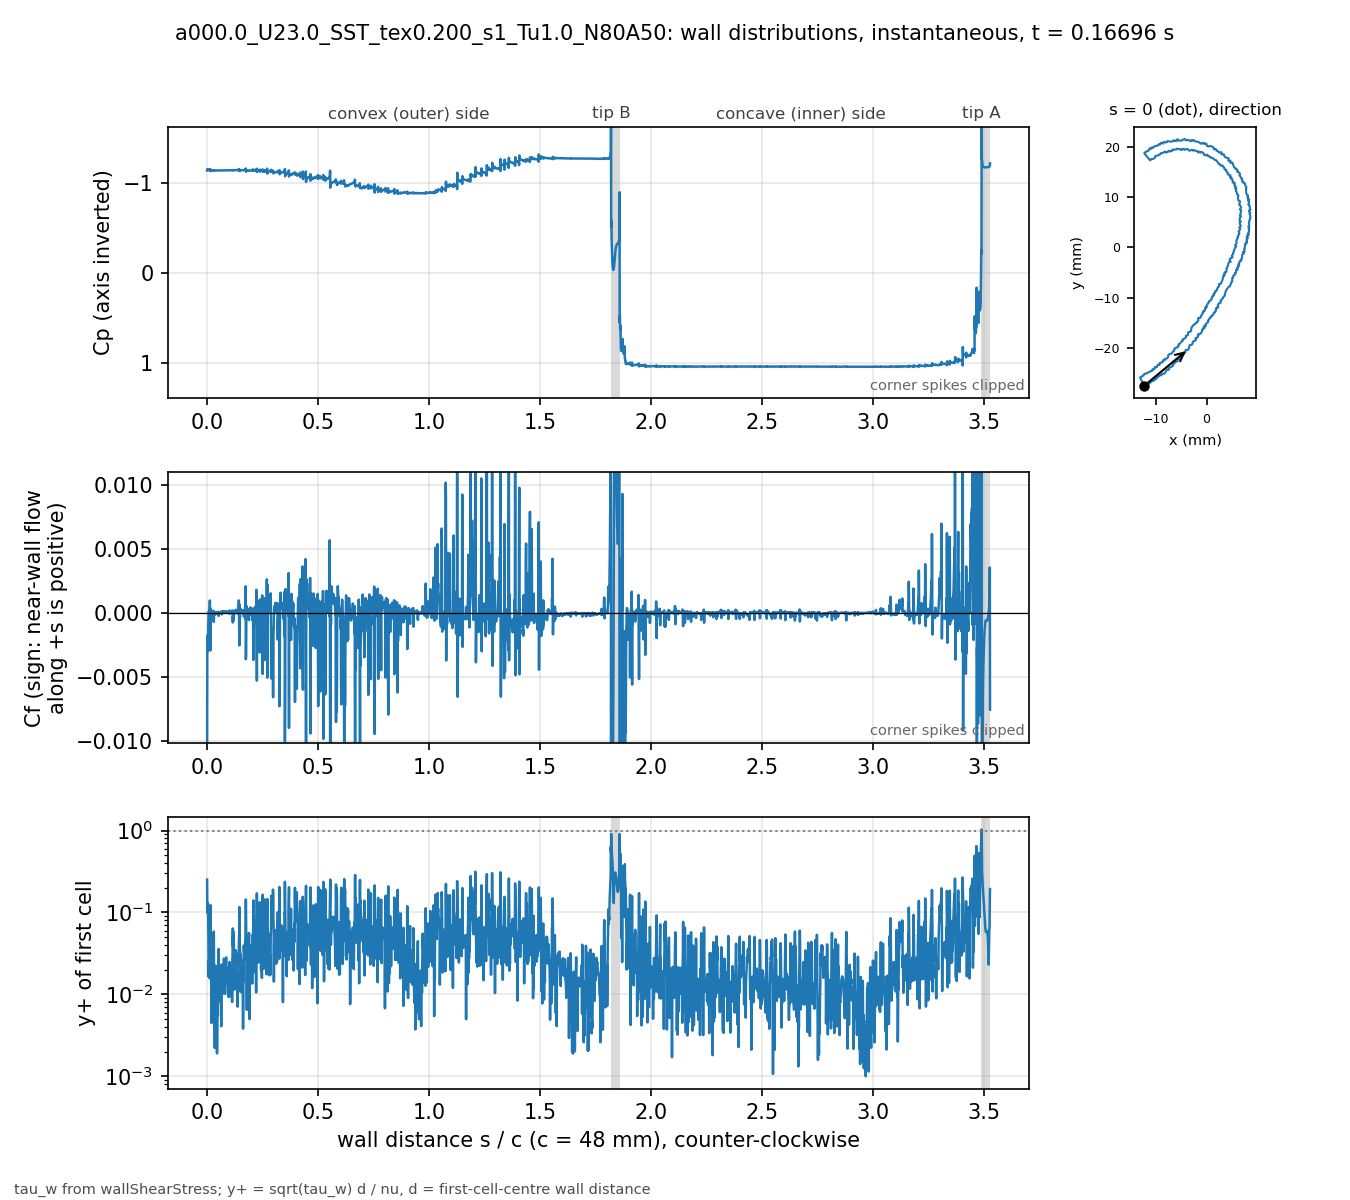 a000.0_U23.0_SST_tex0.200_s1_Tu1.0_N80A50: wall distributions, instantaneous, t = 0.16696 s
convex (outer) side
tip B
concave (inner) side
tip A
s = 0 (dot), direction
Cp (axis inverted)
−1
0
1
corner spikes clipped
0.0 0.5 1.0 1.5 2.0 2.5 3.0 3.5
y (mm)
20
10
0
−10
−20
−10 0
x (mm)
Cf (sign: near-wall flow
along +s is positive)
0.010
0.005
0.000
−0.005
−0.010
corner spikes clipped
0.0 0.5 1.0 1.5 2.0 2.5 3.0 3.5
y+ of first cell
10⁰
10⁻¹
10⁻²
10⁻³
0.0 0.5 1.0 1.5 2.0 2.5 3.0 3.5
wall distance s / c (c = 48 mm), counter-clockwise
tau_w from wallShearStress; y+ = sqrt(tau_w) d / nu, d = first-cell-centre wall distance